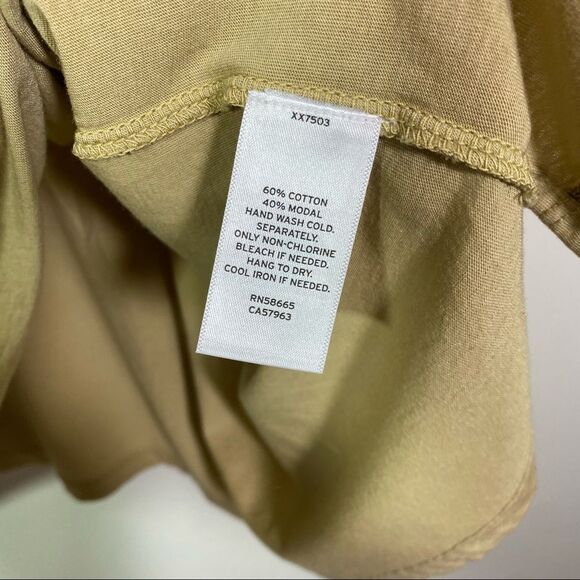 XX7503
60% COTTON
40% MODAL
HAND WASH COLD.
SEPARATELY.
ONLY NON-CHLORINE
BLEACH IF NEEDED.
HANG TO DRY.
COOL IRON IF NEEDED.
RN58665
CA57963